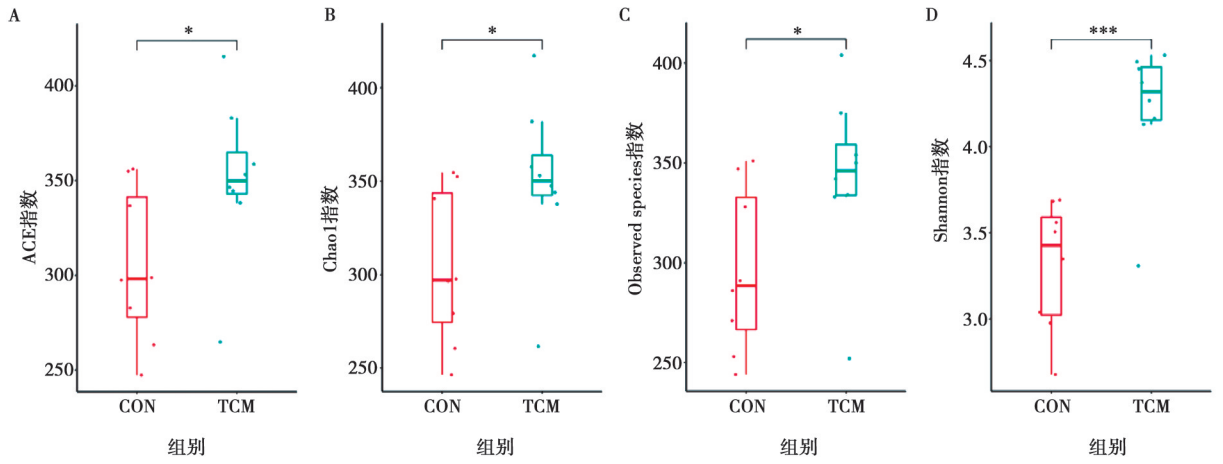 A
ACE指数
400
350
300
250
*
CON
TCM
组别
B
Chao1指数
400
350
300
250
*
CON
TCM
组别
C
Observed species指数
400
350
300
250
*
CON
TCM
组别
D
Shannon指数
4.5
4.0
3.5
3.0
***
CON
TCM
组别